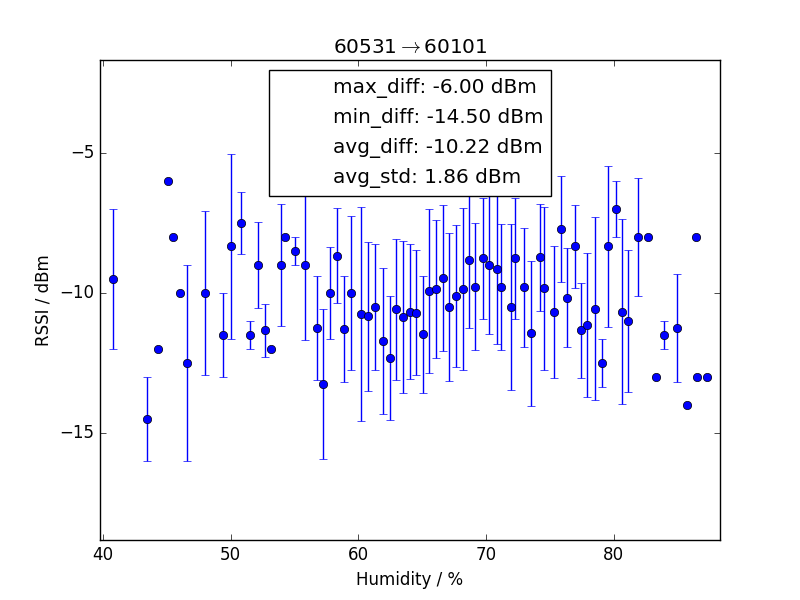 60531→60101
max_diff: -6.00 dBm
min_diff: -14.50 dBm
avg_diff: -10.22 dBm
avg_std: 1.86 dBm
RSSI / dBm
−5
−10
−15
40 50 60 70 80
Humidity / %